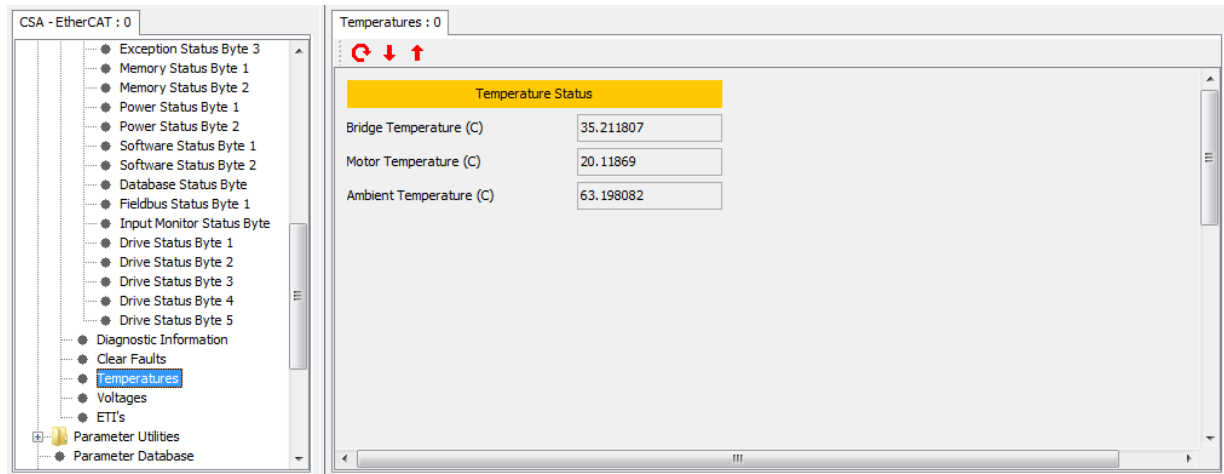 CSA - EtherCAT : 0
Exception Status Byte 3
Memory Status Byte 1
Memory Status Byte 2
Power Status Byte 1
Power Status Byte 2
Software Status Byte 1
Software Status Byte 2
Database Status Byte
Fieldbus Status Byte 1
Input Monitor Status Byte
Drive Status Byte 1
Drive Status Byte 2
Drive Status Byte 3
Drive Status Byte 4
Drive Status Byte 5
Diagnostic Information
Clear Faults
Temperatures
Voltages
ETI's
Parameter Utilities
Parameter Database
Temperatures : 0
Temperature Status
Bridge Temperature (C) 35.211807
Motor Temperature (C) 20.11869
Ambient Temperature (C) 63.198082